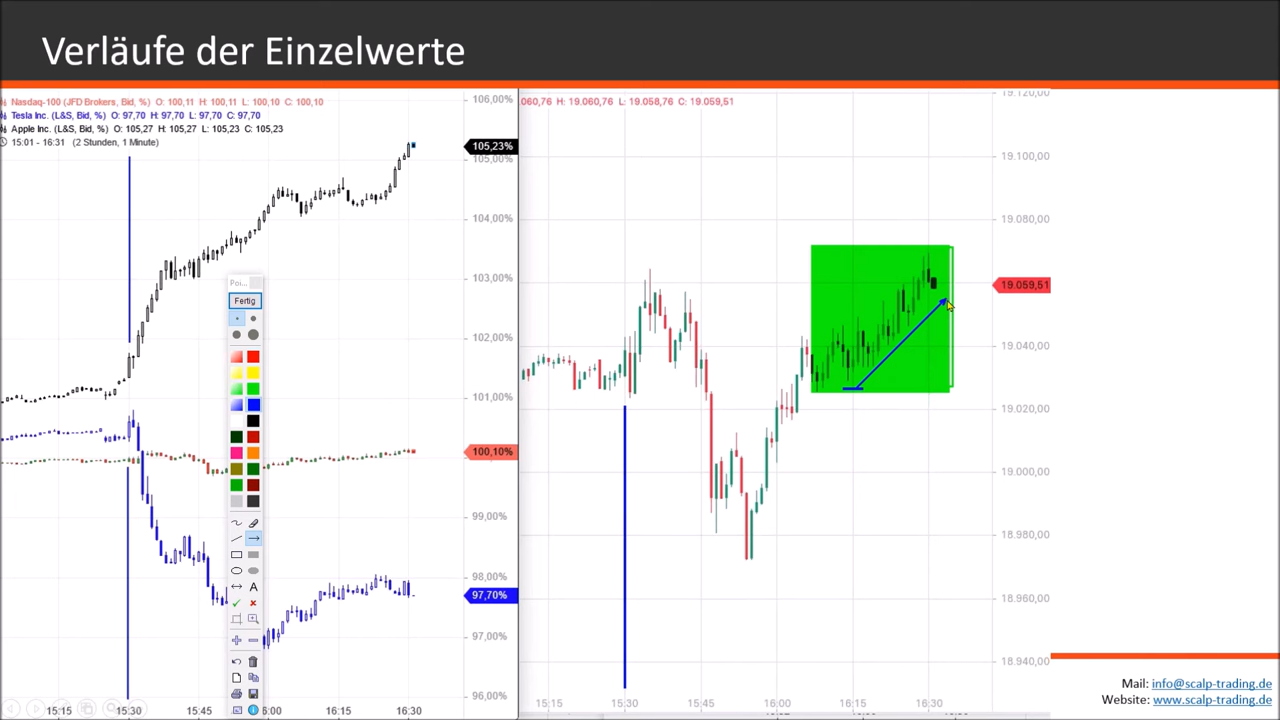 Verläufe der Einzelwerte
Nasdaq-100 (JFD Brokers, Bid, %) O: 100,11 H: 100,11 L: 100,10 C: 100,10
Tesla Inc. (L&S, Bid, %) O: 97,70 H: 97,70 L: 97,70 C: 97,70
Apple Inc. (L&S, Bid, %) O: 105,27 H: 105,27 L: 105,23 C: 105,23
15:01 - 16:31 (2 Stunden, 1 Minute)
106,00%
105,23%
105,00%
104,00%
103,00%
102,00%
101,00%
100,10%
99,00%
98,00%
97,70%
97,00%
96,00%
15:15 15:30 15:45 6:00 16:15 16:30
Poi...
Fertig
A
060,76 H: 19.060,76 L: 19.058,76 C: 19.059,51
19.120,00
19.100,00
19.080,00
19.059,51
19.040,00
19.020,00
19.000,00
18.980,00
18.960,00
18.940,00
15:15 15:30 15:45 16:00 16:15 16:30
Mail: info@scalp-trading.de
Website: www.scalp-trading.de